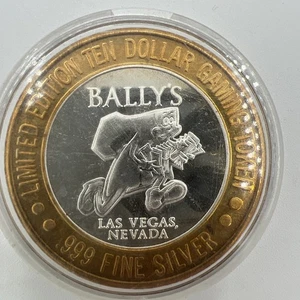 LIMITED EDITION TEN DOLLAR GAMING TOKEN
BALLY'S
LAS VEGAS,
NEVADA
.999 FINE SILVER